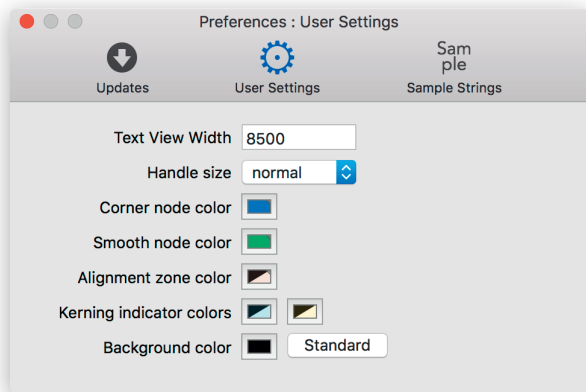 Preferences : User Settings
Sam
ple
Updates
User Settings
Sample Strings
Text View Width 8500
Handle size normal
Corner node color
Smooth node color
Alignment zone color
Kerning indicator colors
Background color Standard